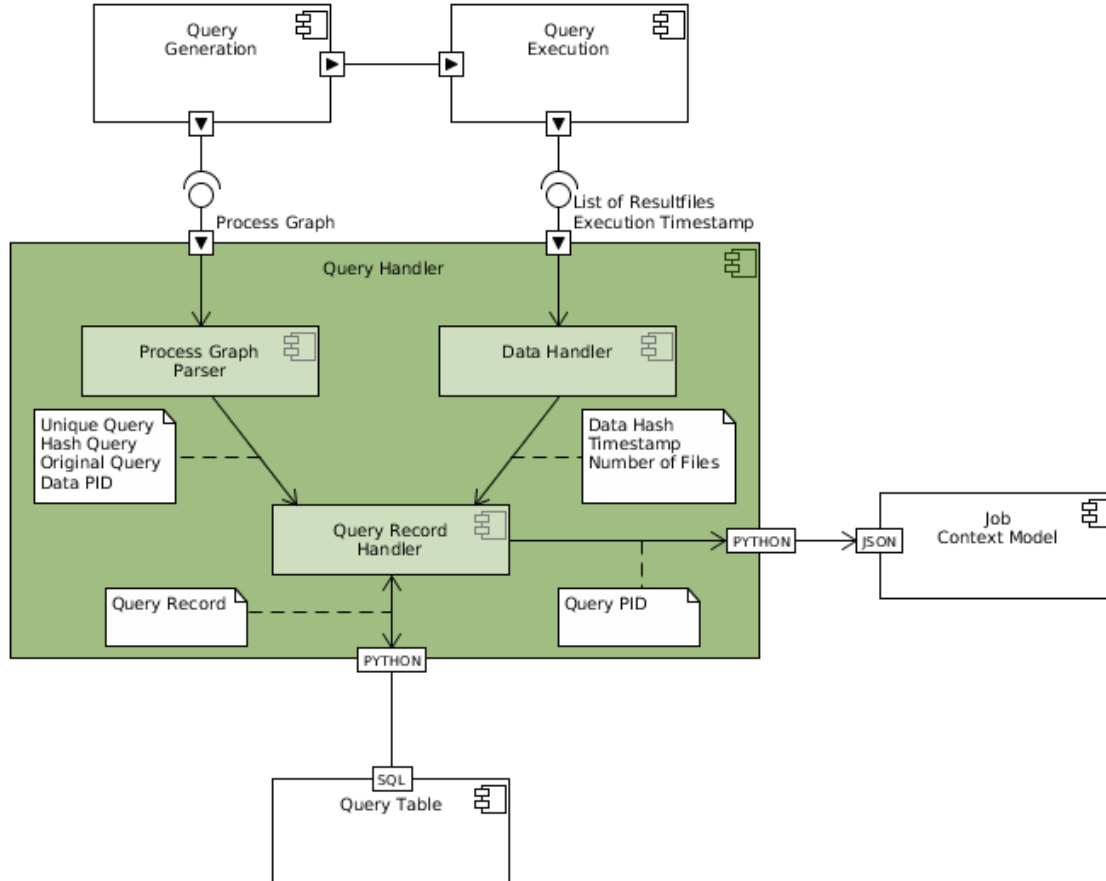 Query
Generation
Query
Execution
Process Graph
List of Resultfiles
Execution Timestamp
Query Handler
Process Graph
Parser
Data Handler
Unique Query
Hash Query
Original Query
Data PID
Data Hash
Timestamp
Number of Files
Query Record
Handler
PYTHON
JSON
Job
Context Model
Query Record
Query PID
PYTHON
SQL
Query Table